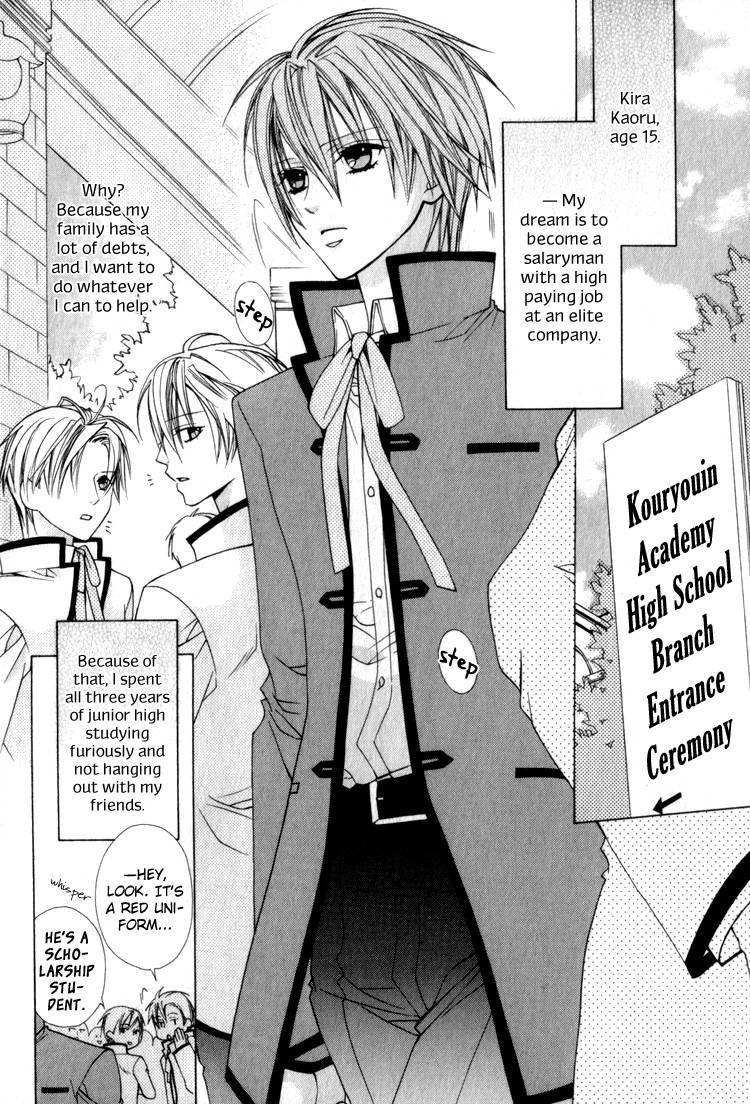 Kira
Kaoru,
age 15.
— My
dream is to
become a
salaryman
with a high
paying job
at an elite
company.
Why?
Because my
family has a
lot of debts,
and I want to
do whatever
I can to help.
step
Kouryouin
Academy
High School
Branch
Entrance
Ceremony
step
Because of
that, I spent
all three years
of junior high
studying
furiously and
not hanging
out with my
friends.
—HEY,
LOOK. IT'S
A RED UNI-
FORM...
whisper
HE'S A
SCHO-
LARSHIP
STU-
DENT.